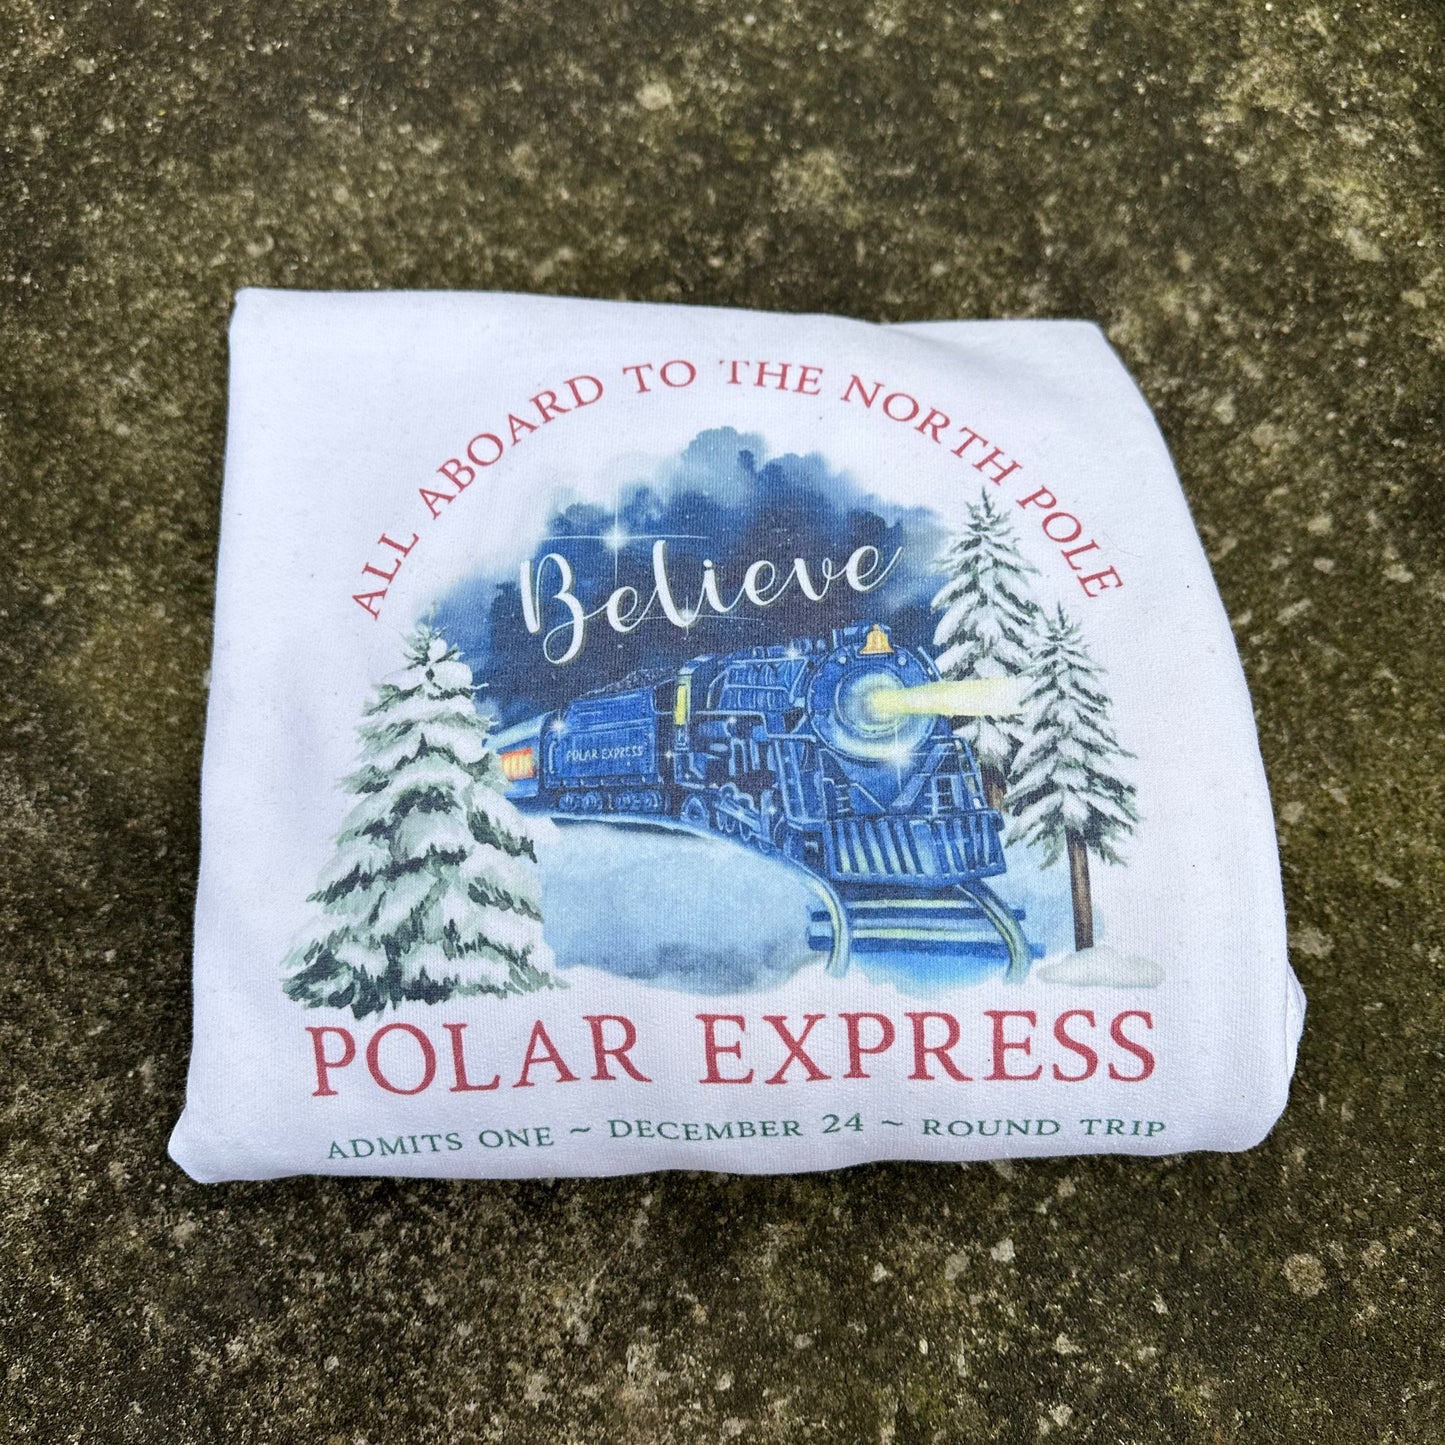 ALL ABOARD TO THE NORTH POLE
Believe
POLAR EXPRESS
POLAR EXPRESS
ADMITS ONE ~ DECEMBER 24 ~ ROUND TRIP